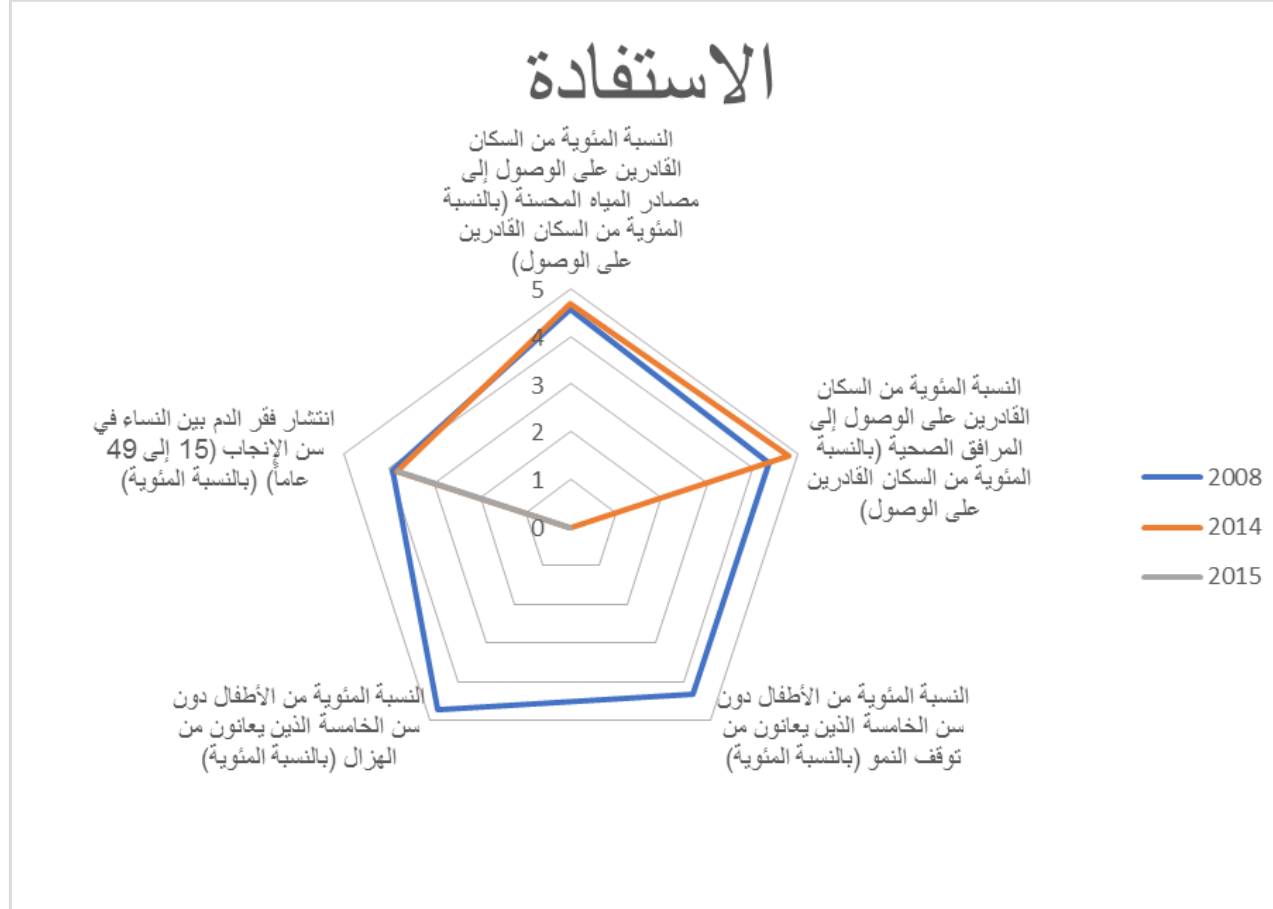 الاستفادة
النسبة المئوية من السكان
القادرين على الوصول إلى
مصادر المياه المحسنة (بالنسبة
المئوية من السكان القادرين
على الوصول)
5
4
3
2
1
0
النسبة المئوية من السكان
القادرين على الوصول إلى
المرافق الصحية (بالنسبة
المئوية من السكان القادرين
على الوصول)
النسبة المئوية من الأطفال دون
سن الخامسة الذين يعانون من
توقف النمو (بالنسبة المئوية)
النسبة المئوية من الأطفال دون
سن الخامسة الذين يعانون من
الهزال (بالنسبة المئوية)
انتشار فقر الدم بين النساء في
سن الإنجاب (15 إلى 49
عاماً) (بالنسبة المئوية)
2008
2014
2015